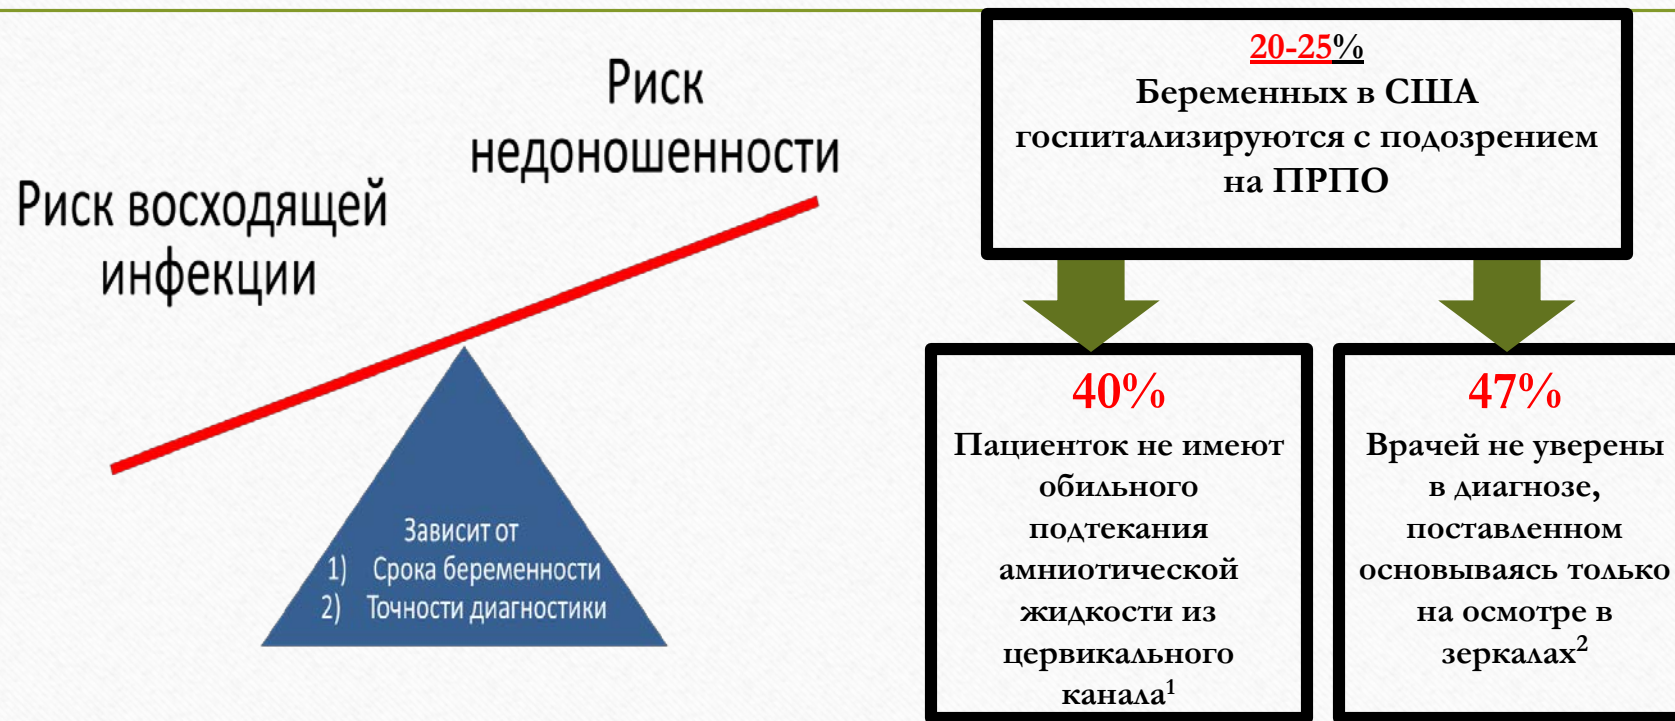 Риск
недоношенности
Риск восходящей
инфекции
Зависит от
1) Срока беременности
2) Точности диагностики
20-25%
Беременных в США
госпитализируются с подозрением
на ПРПО
40%
Пациенток не имеют
обильного
подтекания
амниотической
жидкости из
цервикального
канала¹
47%
Врачей не уверены
в диагнозе,
поставленном
основываясь только
на осмотре в
зеркалах²